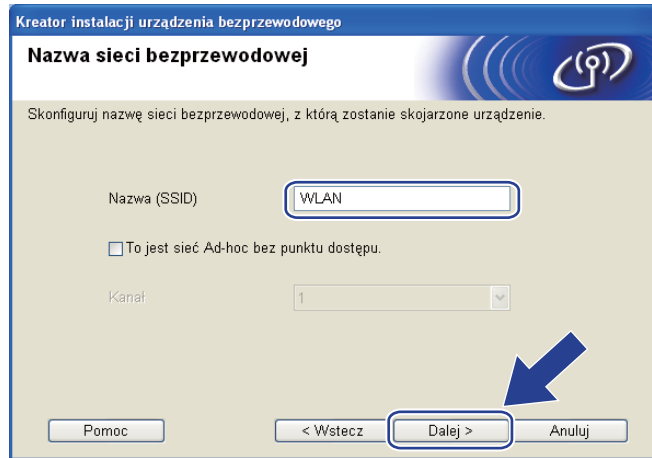 Kreator instalacji urządzenia bezprzewodowego
Nazwa sieci bezprzewodowej
Skonfiguruj nazwę sieci bezprzewodowej, z którą zostanie skojarzone urządzenie.
Nazwa (SSID) WLAN
To jest sieć Ad-hoc bez punktu dostępu.
Kanał 1
Pomoc < Wstecz Dalej > Anuluj